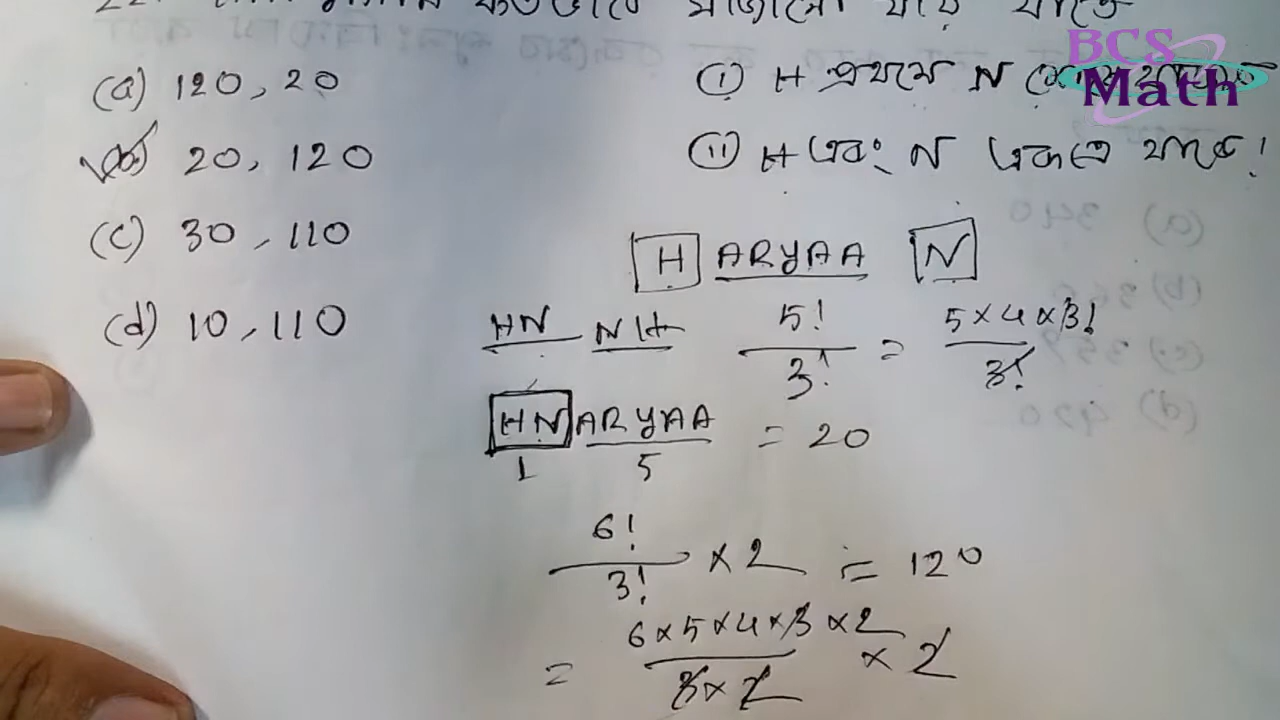 কতভাবে সাজানো যায় যাতে
(a) 120, 20
(i) H প্রথমে N
BCS
Math
(b) 20, 120
(ii) H এবং N একত্রে থাকে!
(c) 30, 110
H ARYAA N
(d) 10, 110
HN NH 5! / 3! = 5 × 4 × 3! / 3!
HN ARYAA = 20
1 5
6! / 3! × 2 = 120
= 6 × 5 × 4 × 3 × 2 / 3 × 2 × 2